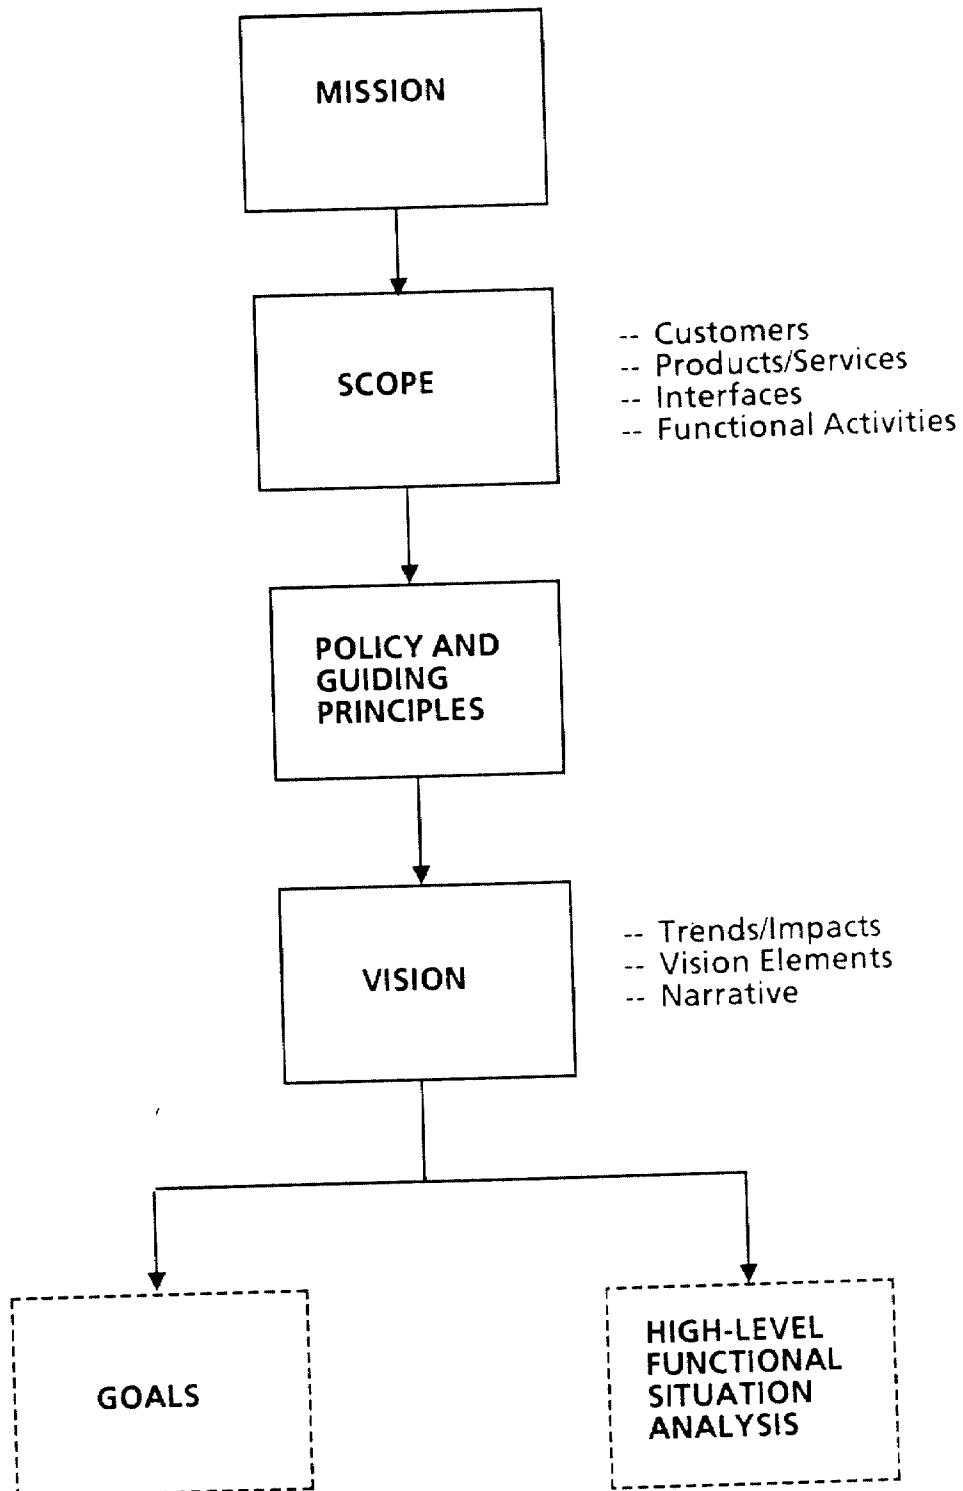 MISSION
SCOPE
-- Customers
-- Products/Services
-- Interfaces
-- Functional Activities
POLICY AND
GUIDING
PRINCIPLES
VISION
-- Trends/Impacts
-- Vision Elements
-- Narrative
GOALS
HIGH-LEVEL
FUNCTIONAL
SITUATION
ANALYSIS